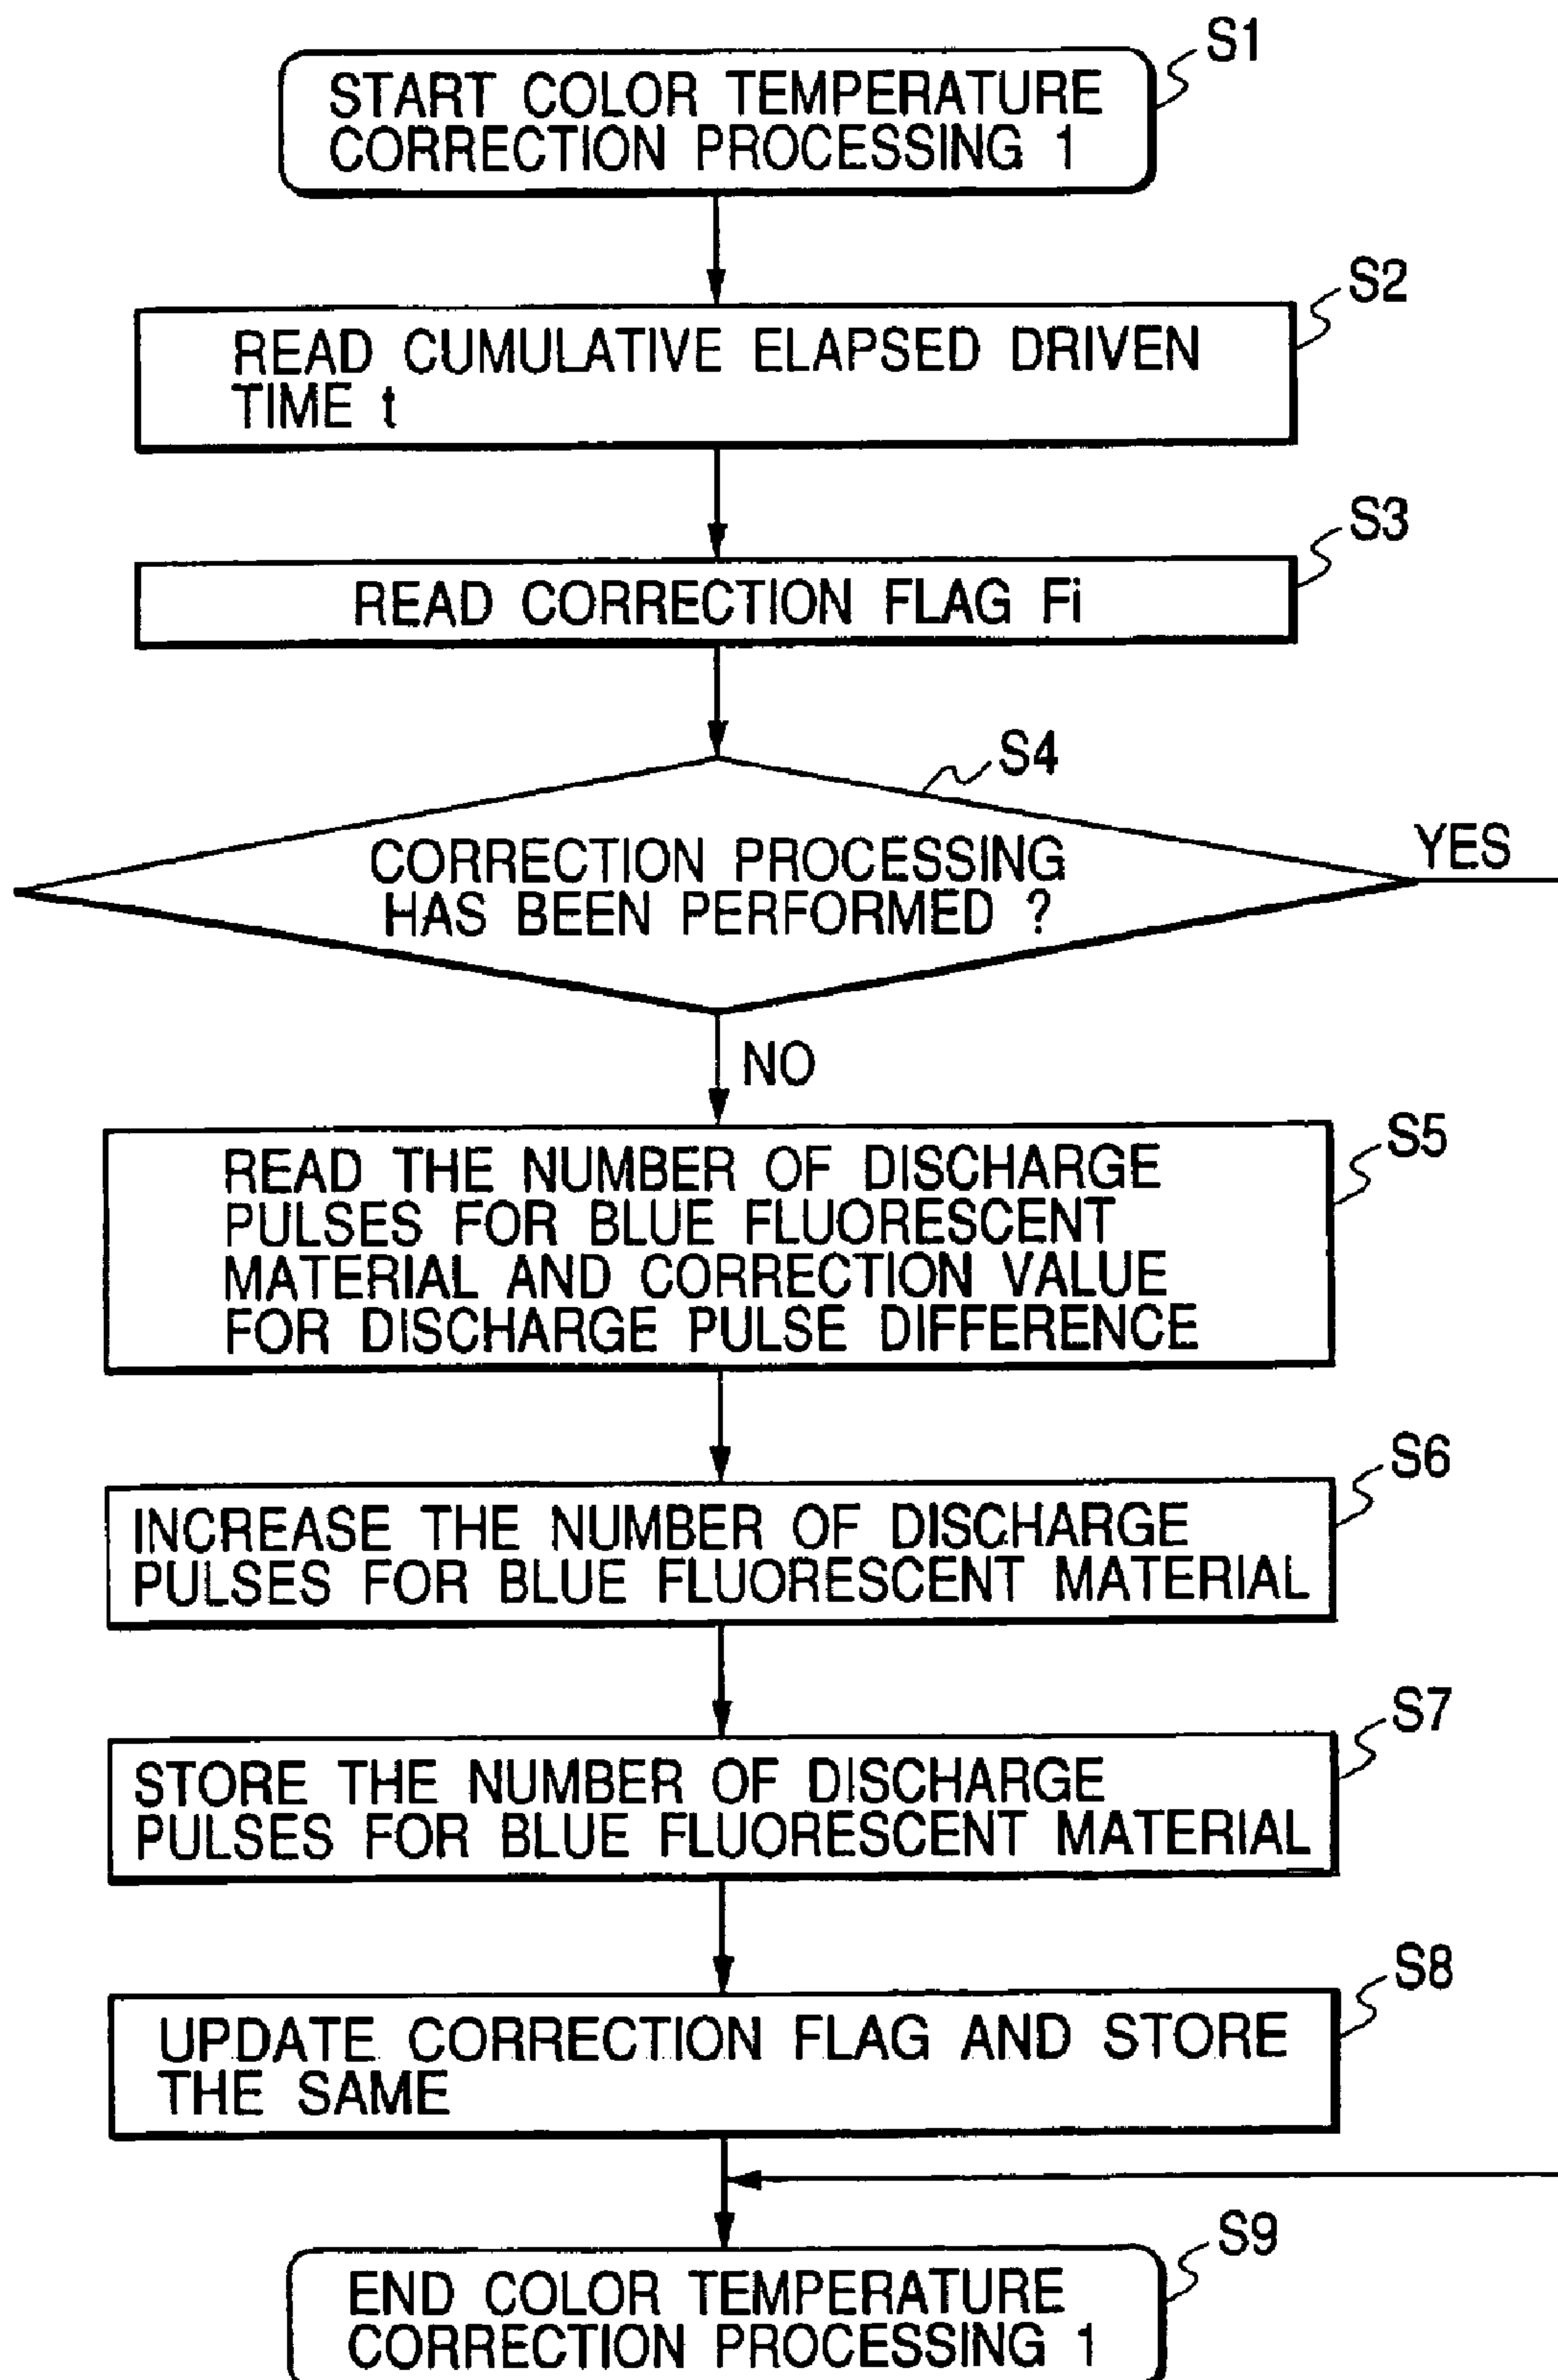 S1
START COLOR TEMPERATURE
CORRECTION PROCESSING 1
S2
READ CUMULATIVE ELAPSED DRIVEN
TIME t
S3
READ CORRECTION FLAG Fi
S4
CORRECTION PROCESSING
HAS BEEN PERFORMED ?
YES
NO
S5
READ THE NUMBER OF DISCHARGE
PULSES FOR BLUE FLUORESCENT
MATERIAL AND CORRECTION VALUE
FOR DISCHARGE PULSE DIFFERENCE
S6
INCREASE THE NUMBER OF DISCHARGE
PULSES FOR BLUE FLUORESCENT MATERIAL
S7
STORE THE NUMBER OF DISCHARGE
PULSES FOR BLUE FLUORESCENT MATERIAL
S8
UPDATE CORRECTION FLAG AND STORE
THE SAME
S9
END COLOR TEMPERATURE
CORRECTION PROCESSING 1